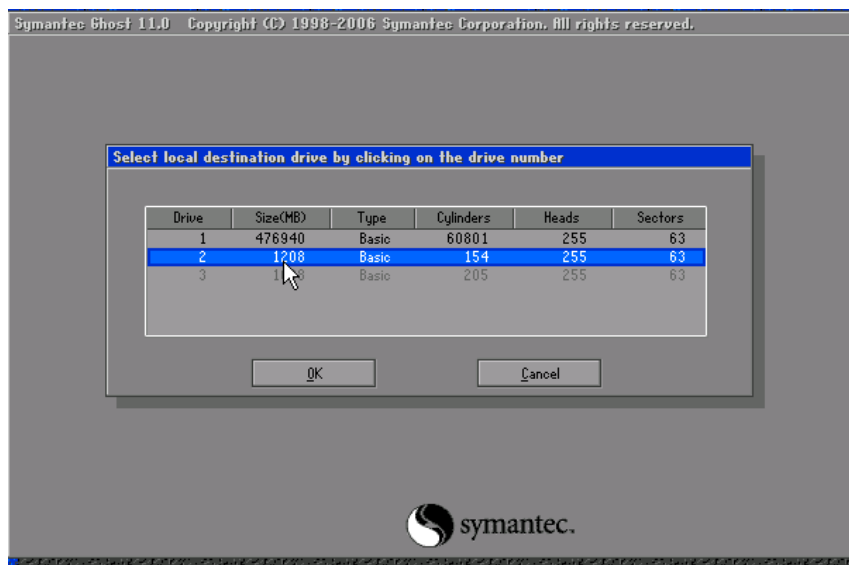 Symantec Ghost 11.0 Copyright (C) 1998-2006 Symantec Corporation. All rights reserved.
Select local destination drive by clicking on the drive number
Drive Size(MB) Type Cylinders Heads Sectors
1 476940 Basic 60801 255 63
2 1208 Basic 154 255 63
3 Basic 205 255 63
OK Cancel
symantec.